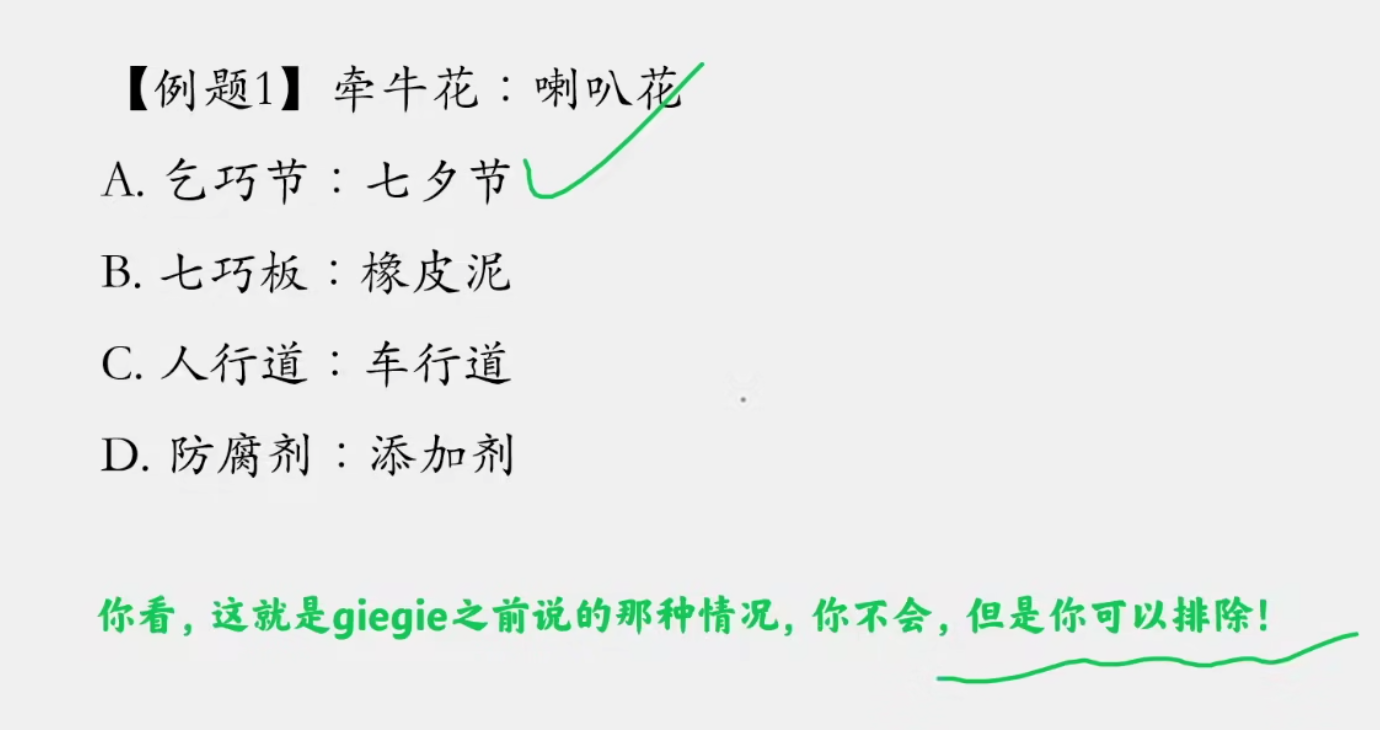 【例题1】牵牛花：喇叭花
A. 乞巧节：七夕节
B. 七巧板：橡皮泥
C. 人行道：车行道
D. 防腐剂：添加剂
你看，这就是giegie之前说的那种情况，你不会，但是你可以排除！